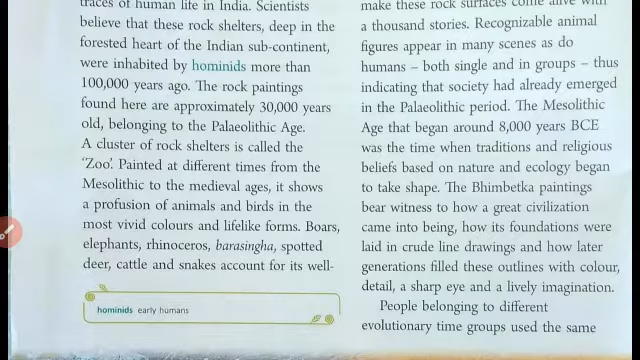 traces of human life in India. Scientists
believe that these rock shelters, deep in the
forested heart of the Indian sub-continent,
were inhabited by hominids more than
100,000 years ago. The rock paintings
found here are approximately 30,000 years
old, belonging to the Palaeolithic Age.
A cluster of rock shelters is called the
‘Zoo’. Painted at different times from the
Mesolithic to the medieval ages, it shows
a profusion of animals and birds in the
most vivid colours and lifelike forms. Boars,
elephants, rhinoceros, barasingha, spotted
deer, cattle and snakes account for its well-
hominids early humans
make these rock surfaces come alive with
a thousand stories. Recognizable animal
figures appear in many scenes as do
humans – both single and in groups – thus
indicating that society had already emerged
in the Palaeolithic period. The Mesolithic
Age that began around 8,000 years BCE
was the time when traditions and religious
beliefs based on nature and ecology began
to take shape. The Bhimbetka paintings
bear witness to how a great civilization
came into being, how its foundations were
laid in crude line drawings and how later
generations filled these outlines with colour,
detail, a sharp eye and a lively imagination.
People belonging to different
evolutionary time groups used the same